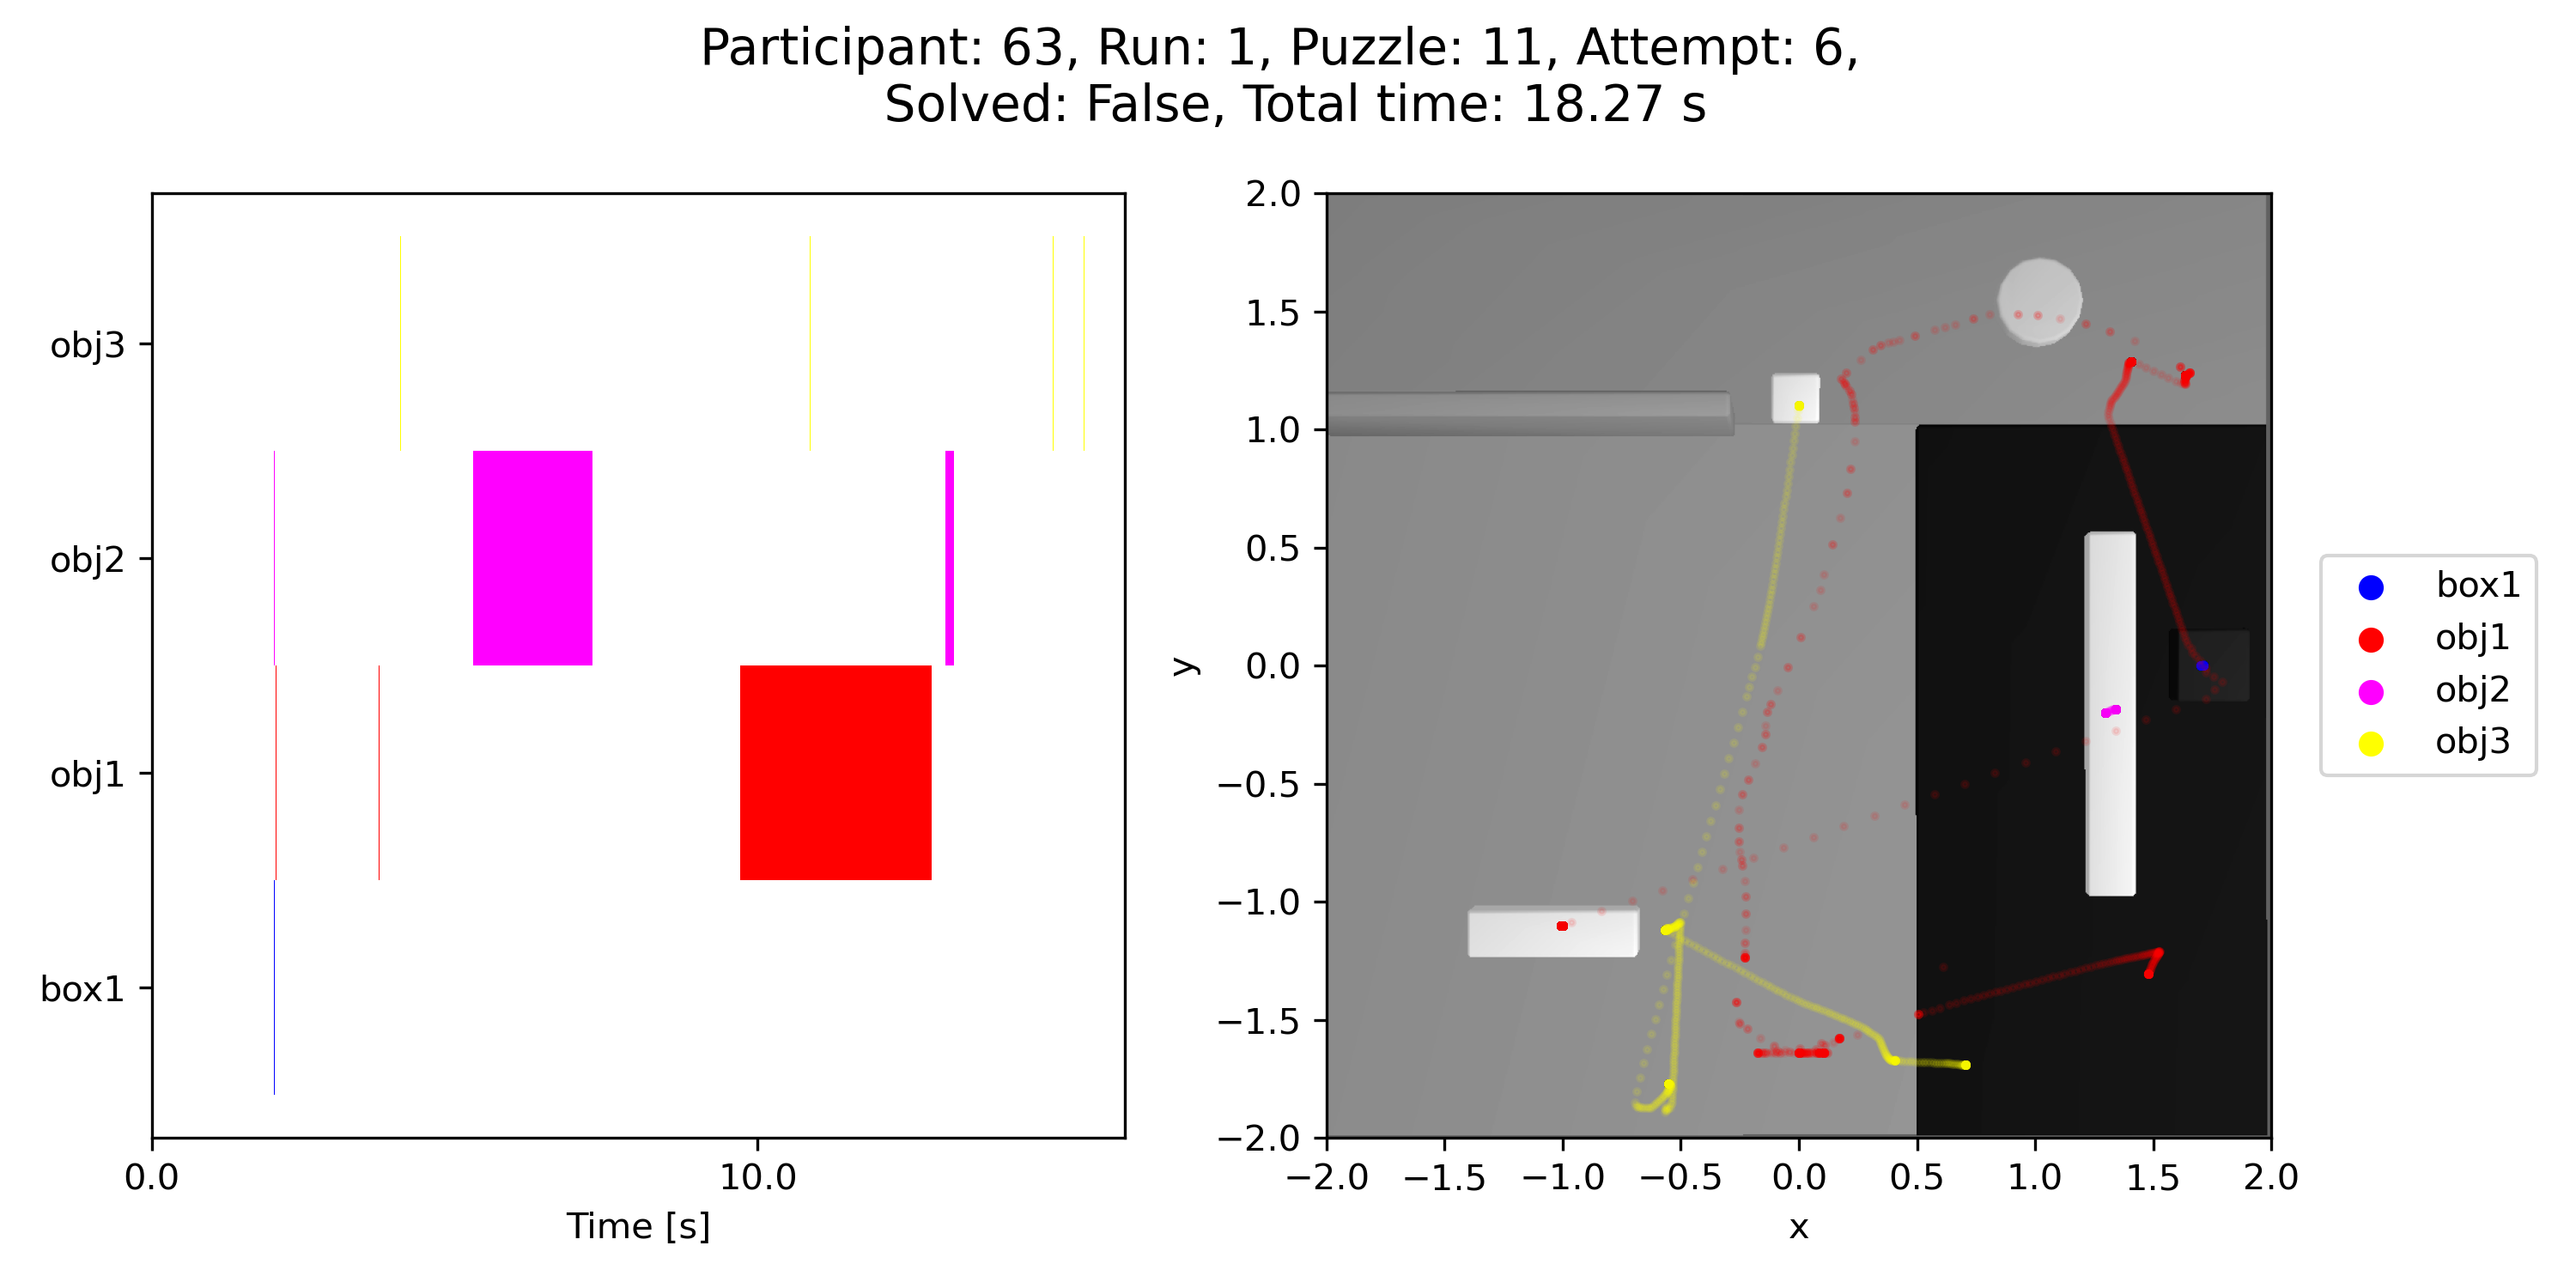 Participant: 63, Run: 1, Puzzle: 11, Attempt: 6,
Solved: False, Total time: 18.27 s
obj3
obj2
obj1
box1
0.0
10.0
Time [s]
2.0
1.5
1.0
0.5
0.0
−0.5
−1.0
−1.5
−2.0
y
−2.0
−1.5
−1.0
−0.5
0.0
0.5
1.0
1.5
2.0
x
box1
obj1
obj2
obj3